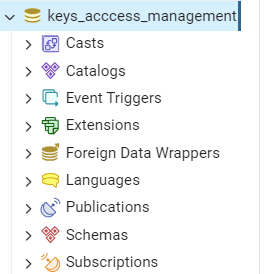 keys_acccess_management
Casts
Catalogs
Event Triggers
Extensions
Foreign Data Wrappers
Languages
Publications
Schemas
Subscriptions